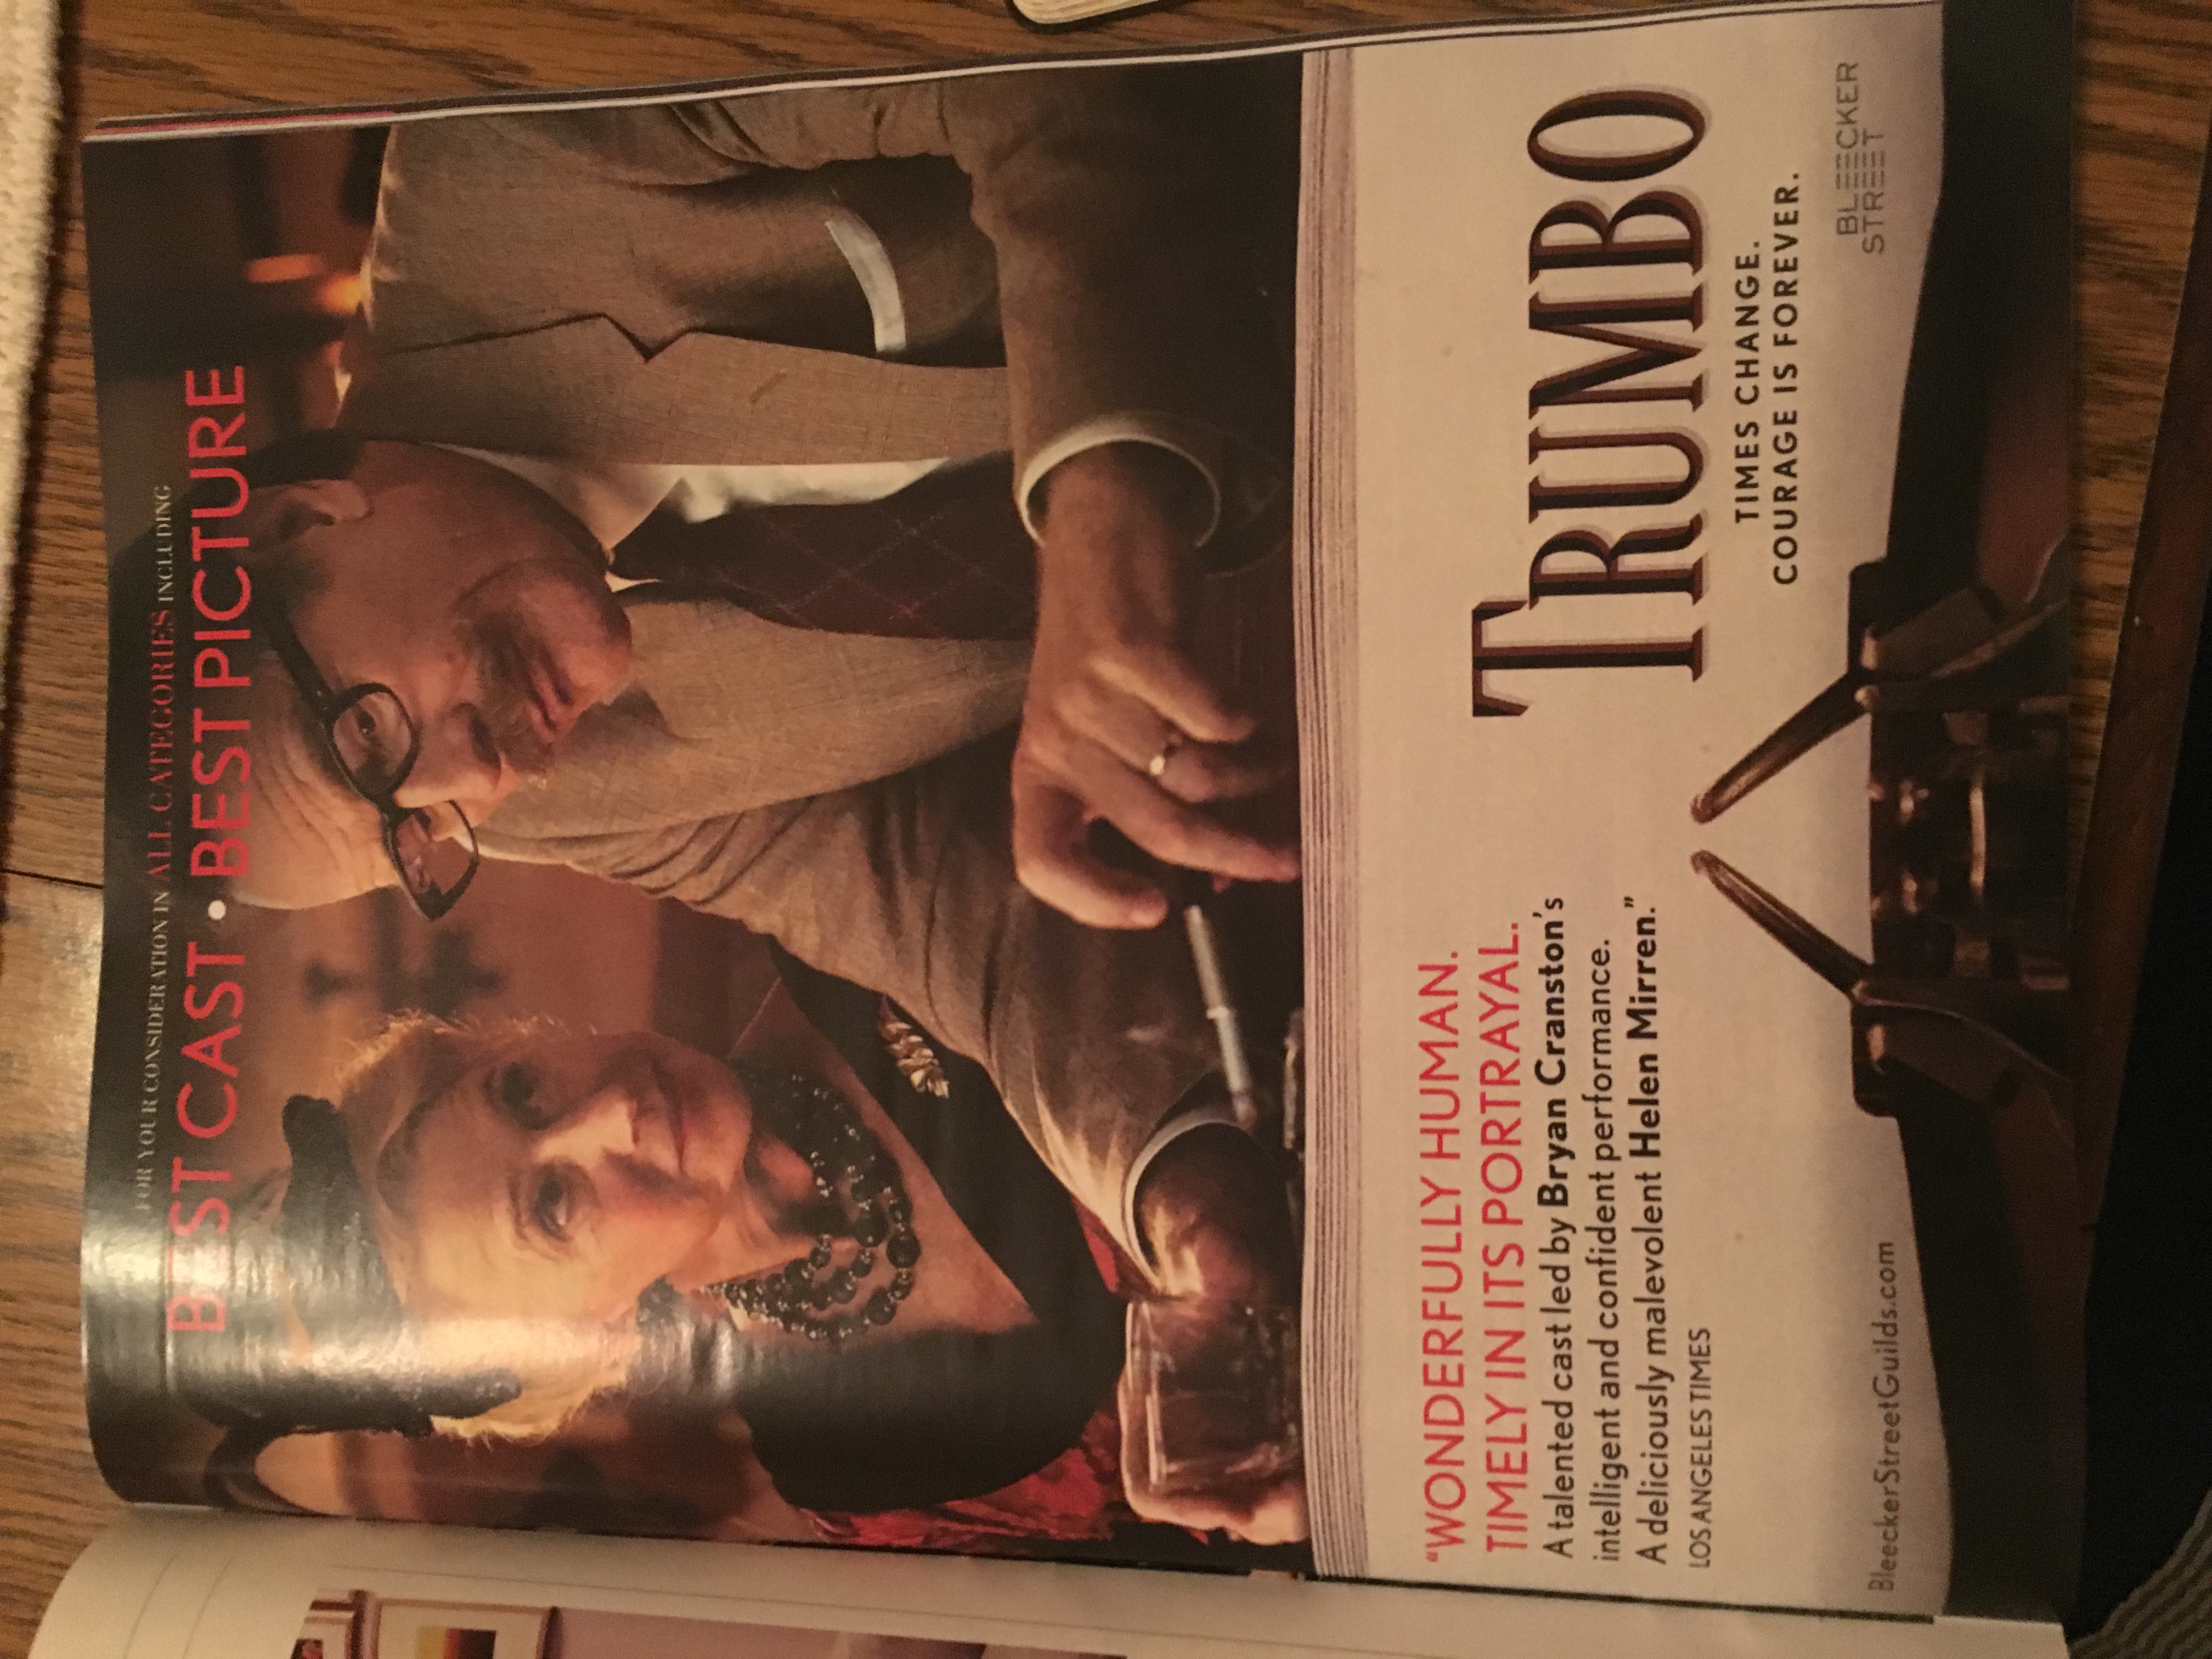 FOR YOUR CONSIDERATION IN ALL CATEGORIES INCLUDING
BEST CAST • BEST PICTURE
“WONDERFULLY HUMAN.
TIMELY IN ITS PORTRAYAL.
A talented cast led by Bryan Cranston’s
intelligent and confident performance.
A deliciously malevolent Helen Mirren.”
LOS ANGELES TIMES
TRUMBO
TIMES CHANGE.
COURAGE IS FOREVER.
BleeckerStreetGuilds.com
BLEECKER
STREET